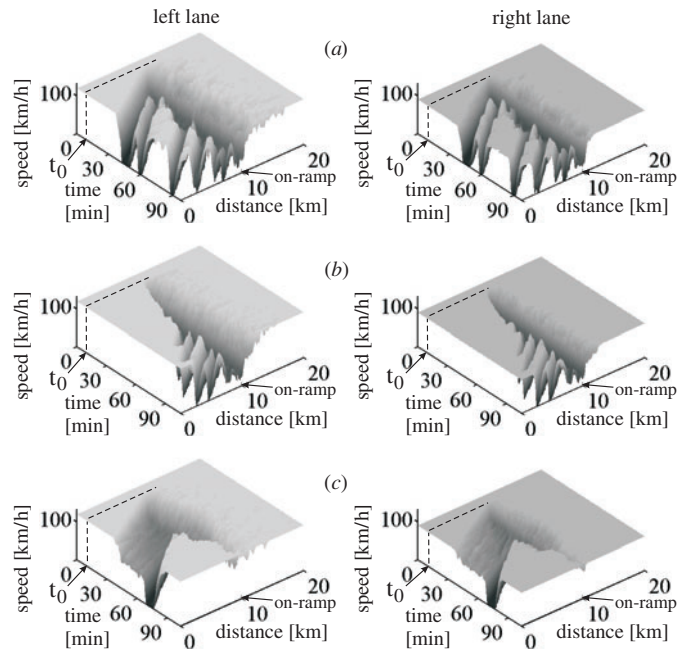 left lane
right lane
(a)
speed [km/h]
100
0
t0
30
time
[min]
60
90
0
10
20
on-ramp
distance [km]
speed [km/h]
100
0
t0
30
time
[min]
60
90
0
10
20
on-ramp
distance [km]
(b)
speed [km/h]
100
0
t0
30
time
[min]
60
90
0
10
20
on-ramp
distance [km]
speed [km/h]
100
0
t0
30
time
[min]
60
90
0
10
20
on-ramp
distance [km]
(c)
speed [km/h]
100
0
t0
30
time
[min]
60
90
0
10
20
on-ramp
distance [km]
speed [km/h]
100
0
t0
30
time
[min]
60
90
0
10
20
on-ramp
distance [km]